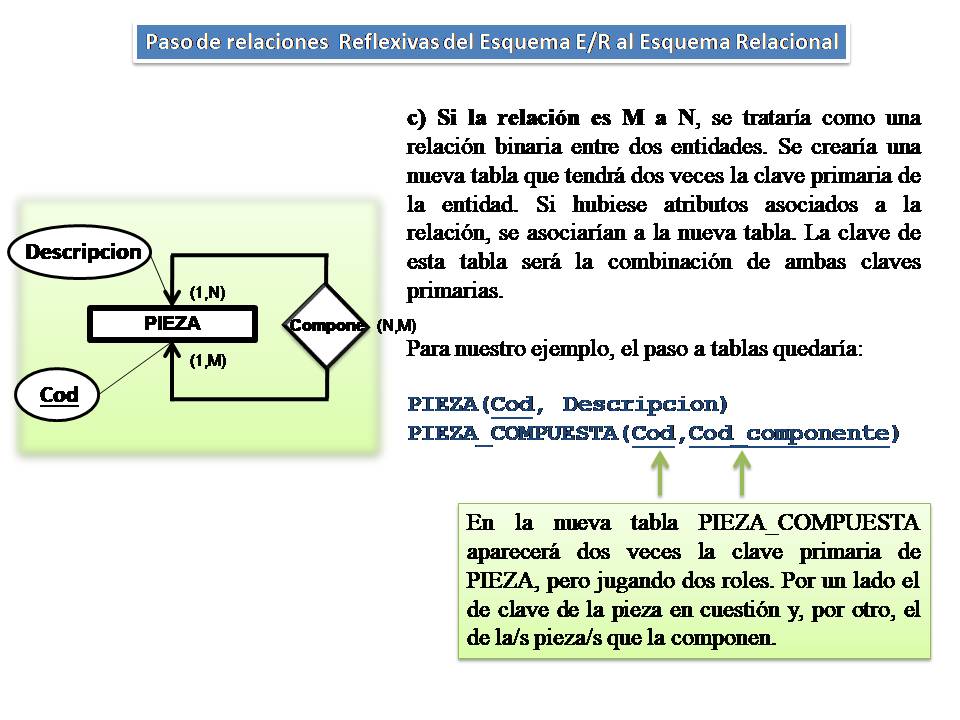 Paso de relaciones Reflexivas del Esquema E/R al Esquema Relacional
c) Si la relación es M a N, se trataría como una
relación binaria entre dos entidades. Se crearía una
nueva tabla que tendrá dos veces la clave primaria de
la entidad. Si hubiese atributos asociados a la
relación, se asociarían a la nueva tabla. La clave de
esta tabla será la combinación de ambas claves
primarias.
Descripcion
(1,N)
PIEZA
Compone
(N,M)
(1,M)
Cod
Para nuestro ejemplo, el paso a tablas quedaría:
PIEZA(Cod, Descripcion)
PIEZA_COMPUESTA(Cod,Cod_componente)
En la nueva tabla PIEZA_COMPUESTA
aparecerá dos veces la clave primaria de
PIEZA, pero jugando dos roles. Por un lado el
de clave de la pieza en cuestión y, por otro, el
de la/s pieza/s que la componen.